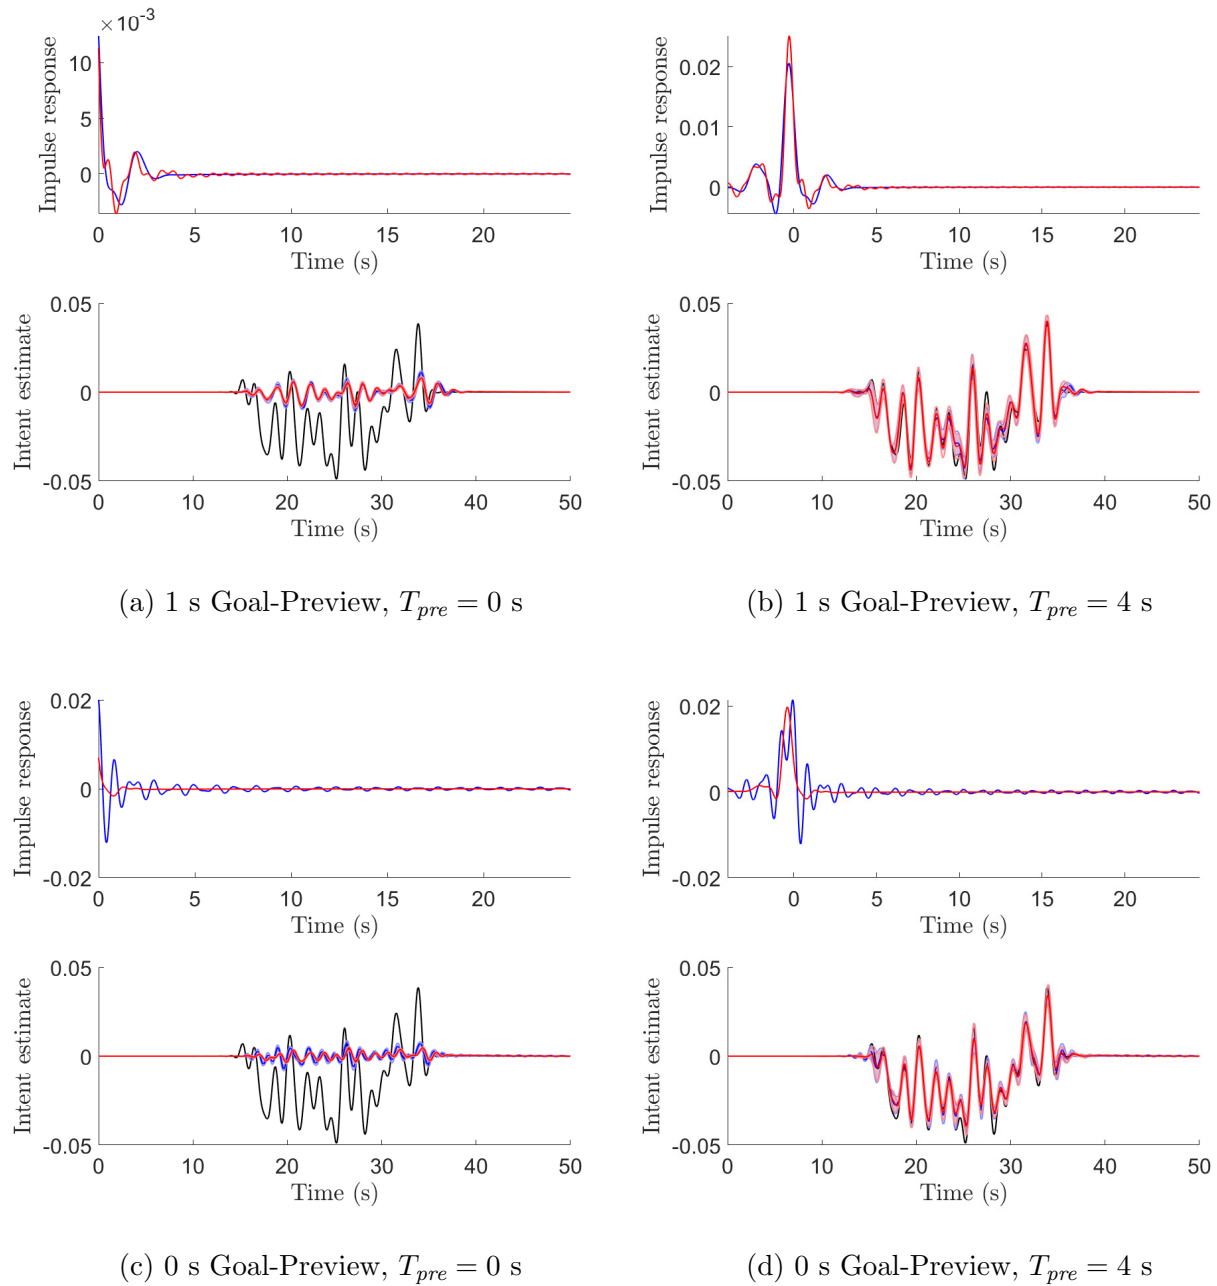 ×10⁻³
10
5
0
Impulse response
0 5 10 15 20
Time (s)
0.05
0
-0.05
Intent estimate
0 10 20 30 40 50
Time (s)
(a) 1 s Goal-Preview, T_pre = 0 s
0.02
0.01
0
Impulse response
0 5 10 15 20
Time (s)
0.05
0
-0.05
Intent estimate
0 10 20 30 40 50
Time (s)
(b) 1 s Goal-Preview, T_pre = 4 s
0.02
0
-0.02
Impulse response
0 5 10 15 20
Time (s)
0.05
0
-0.05
Intent estimate
0 10 20 30 40 50
Time (s)
(c) 0 s Goal-Preview, T_pre = 0 s
0.02
0
-0.02
Impulse response
0 5 10 15 20
Time (s)
0.05
0
-0.05
Intent estimate
0 10 20 30 40 50
Time (s)
(d) 0 s Goal-Preview, T_pre = 4 s